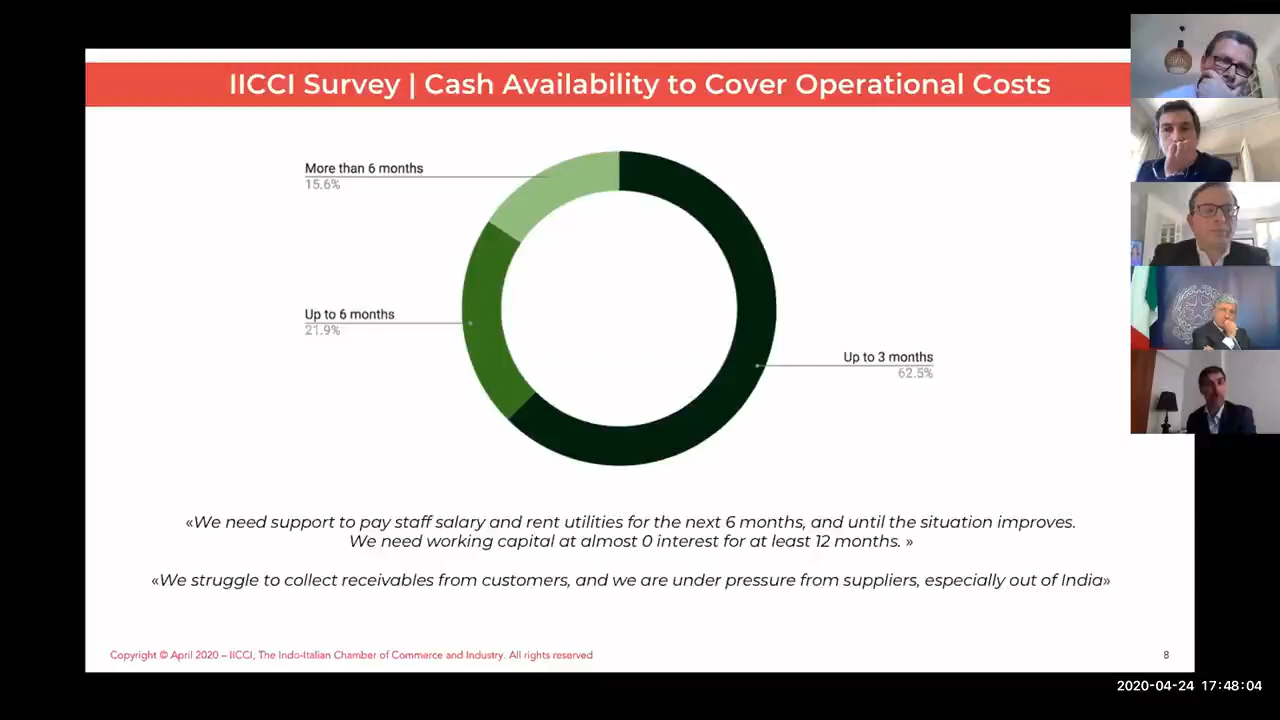 IICCI Survey | Cash Availability to Cover Operational Costs
More than 6 months
15.6%
Up to 6 months
21.9%
Up to 3 months
62.5%
«We need support to pay staff salary and rent utilities for the next 6 months, and until the situation improves.
We need working capital at almost 0 interest for at least 12 months. »
«We struggle to collect receivables from customers, and we are under pressure from suppliers, especially out of India»
Copyright © April 2020 – IICCI, The Indo-Italian Chamber of Commerce and Industry. All rights reserved
8
2020-04-24 17:48:04